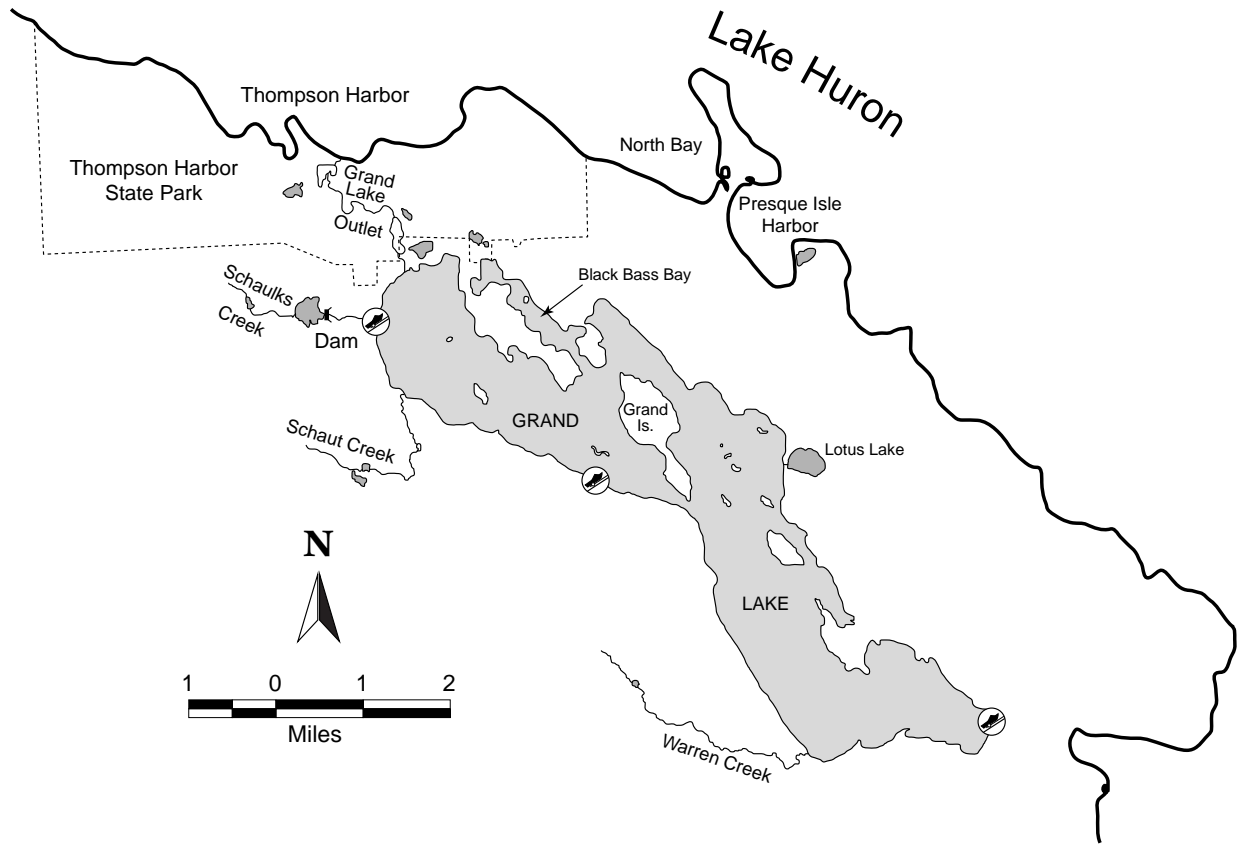 Lake Huron
Thompson Harbor
North Bay
Thompson Harbor
State Park
Grand
Lake
Outlet
Presque Isle
Harbor
Black Bass Bay
Schaulks
Creek
Dam
GRAND
Grand
Is.
Schaut Creek
Lotus Lake
N
LAKE
1 0 1 2
Miles
Warren Creek